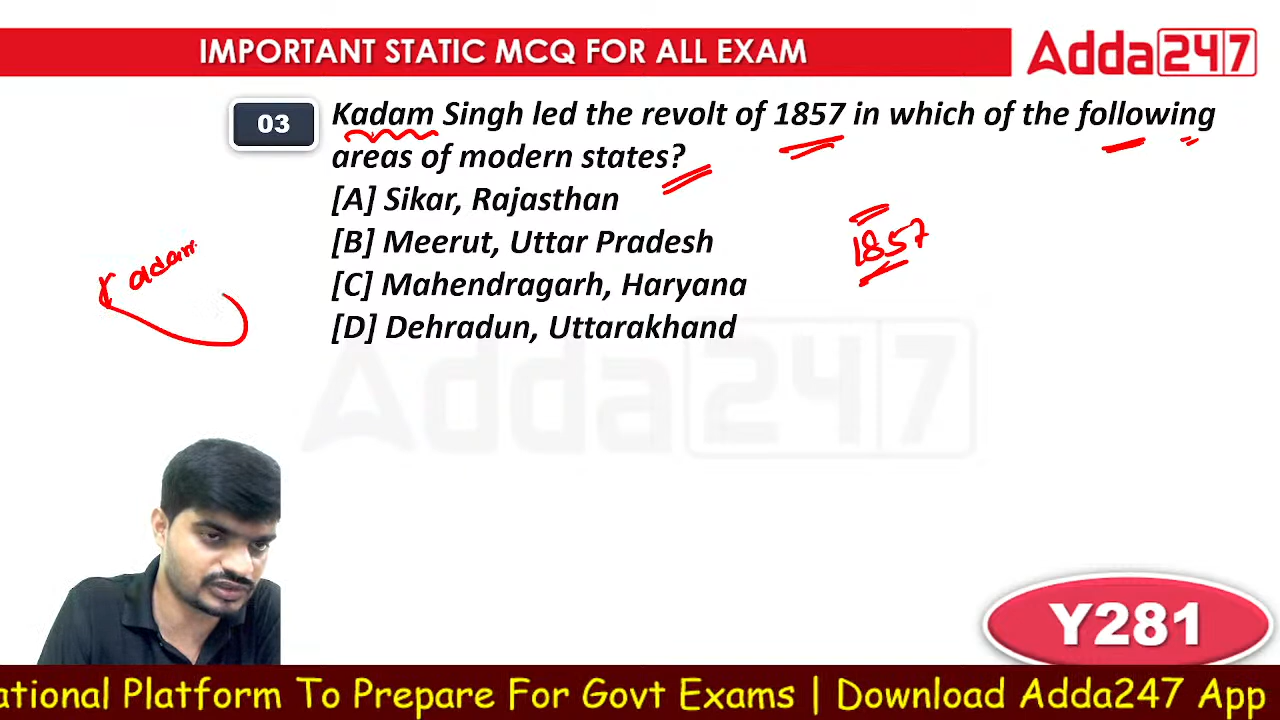 IMPORTANT STATIC MCQ FOR ALL EXAM
Adda247
03
Kadam Singh led the revolt of 1857 in which of the following
areas of modern states?
[A] Sikar, Rajasthan
[B] Meerut, Uttar Pradesh
[C] Mahendragarh, Haryana
[D] Dehradun, Uttarakhand
1857
Kadam
Adda247
Y281
ational Platform To Prepare For Govt Exams | Download Adda247 App